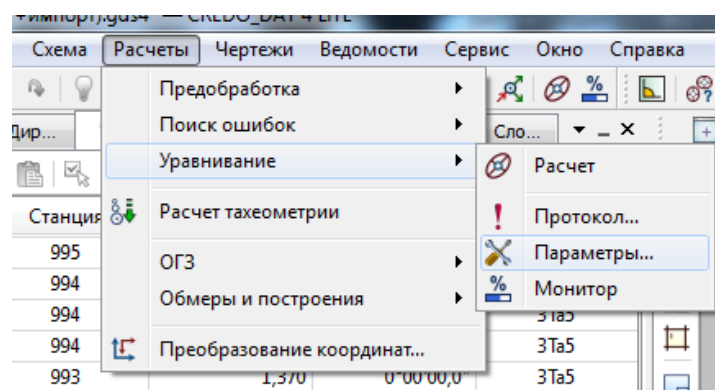 +импорт).gds4 — CREDO_DAT 4 LITE
Схема Расчеты Чертежи Ведомости Сервис Окно Справка
Предобработка
Дир... Поиск ошибок Сло...
Уравнивание Расчет
Станция Расчет тахеометрии Протокол...
995 Параметры...
994 ОГЗ
994 Обмеры и построения Монитор
3Та5
994 Преобразование координат... 3Та5
993 1,370 0°00'00,0" 3Та5